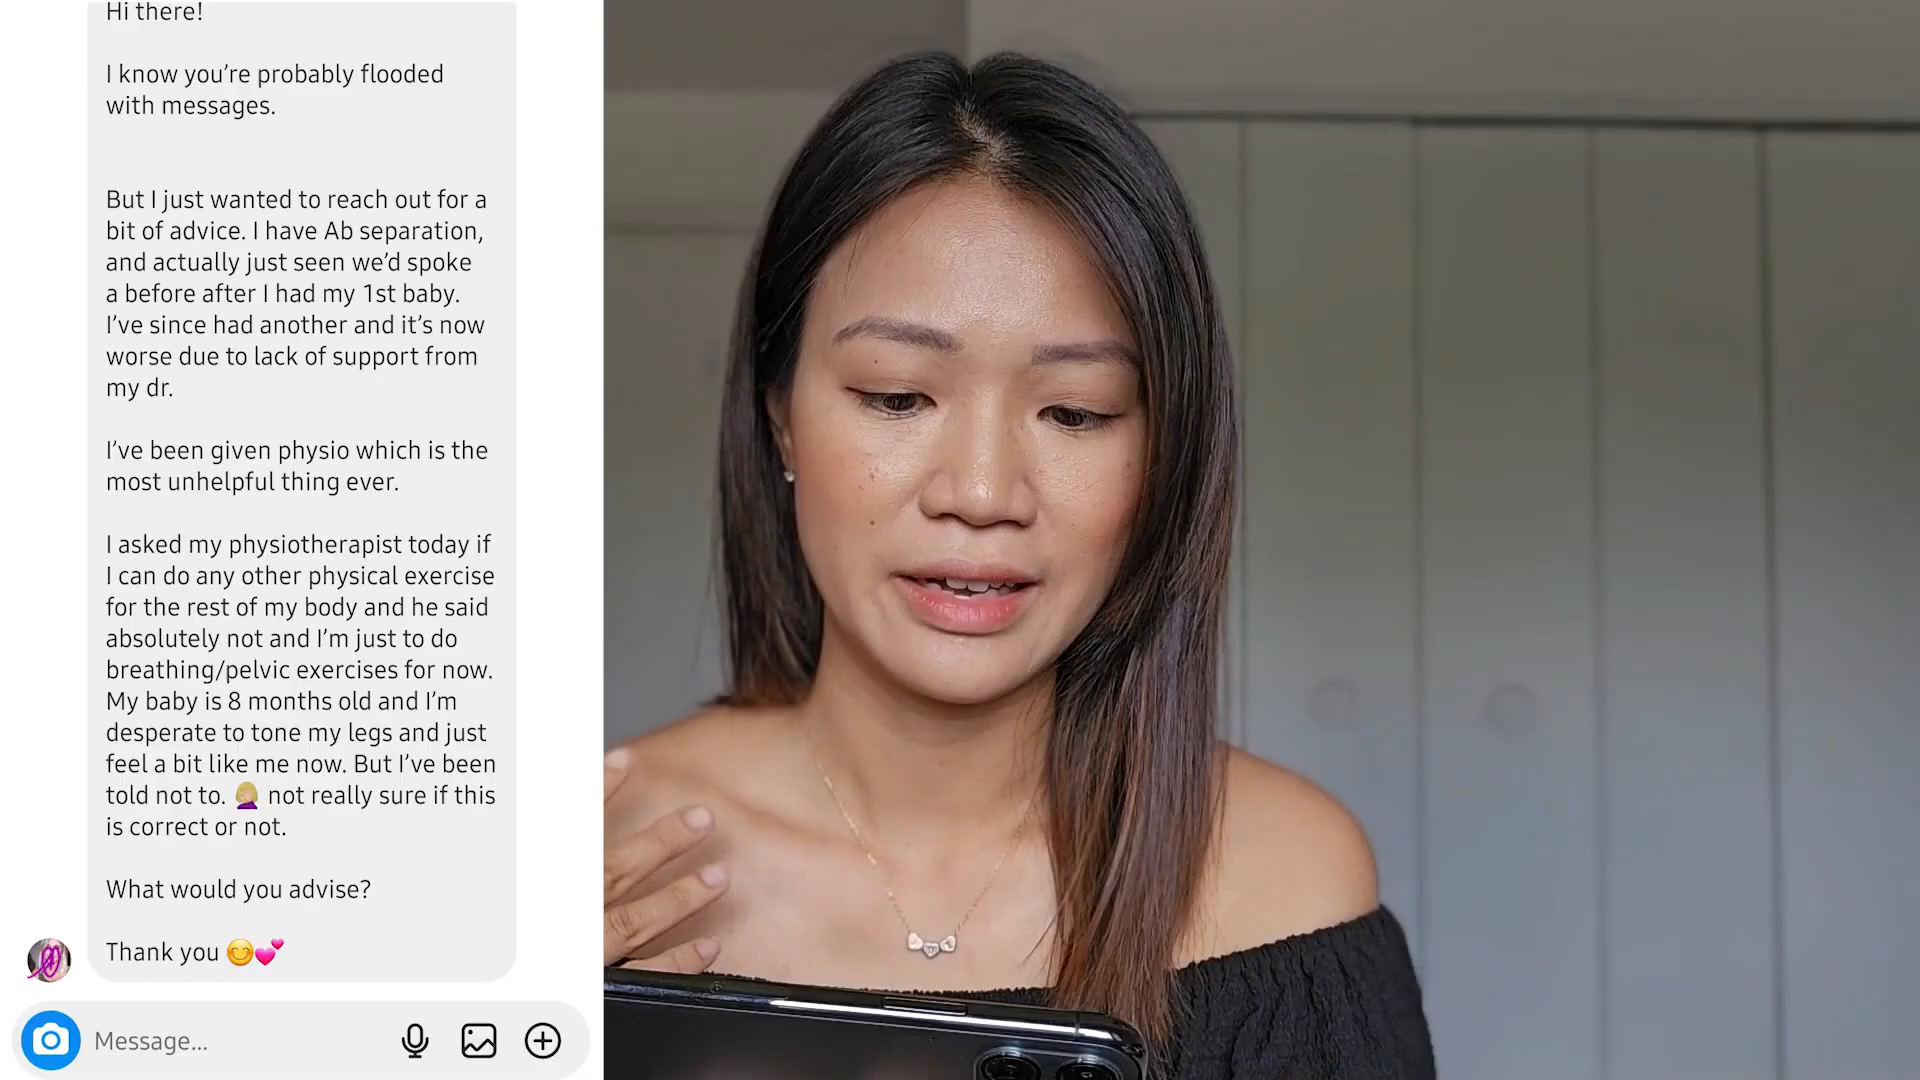 Hi there!
I know you’re probably flooded
with messages.
But I just wanted to reach out for a
bit of advice. I have Ab separation,
and actually just seen we’d spoke
a before after I had my 1st baby.
I’ve since had another and it’s now
worse due to lack of support from
my dr.
I’ve been given physio which is the
most unhelpful thing ever.
I asked my physiotherapist today if
I can do any other physical exercise
for the rest of my body and he said
absolutely not and I’m just to do
breathing/pelvic exercises for now.
My baby is 8 months old and I’m
desperate to tone my legs and just
feel a bit like me now. But I’ve been
told not to. 🤦🏼‍♀️ not really sure if this
is correct or not.
What would you advise?
Thank you 😊💕
Message...